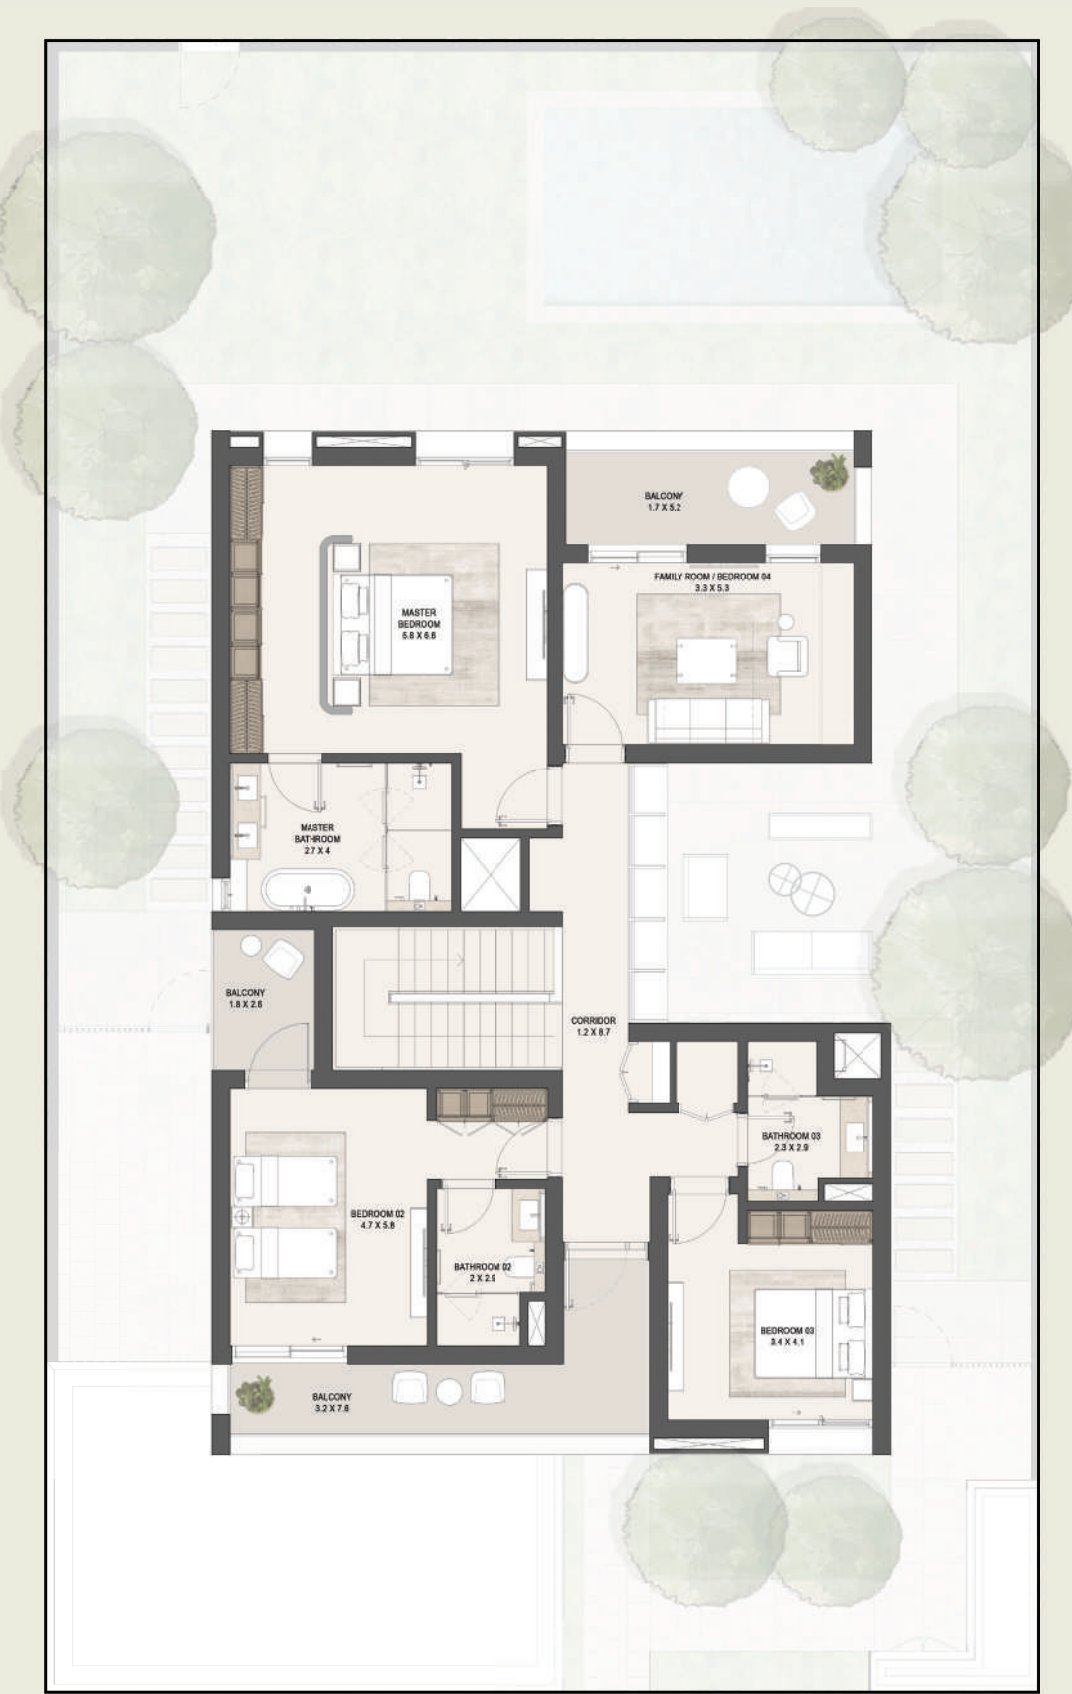 BALCONY
1.7 X 5.2
FAMILY ROOM / BEDROOM 04
3.3 X 5.3
MASTER
BEDROOM
5.8 X 6.6
MASTER
BATHROOM
2.7 X 4
BALCONY
1.8 X 2.6
CORRIDOR
1.2 X 8.7
BATHROOM 03
2.3 X 2.9
BEDROOM 02
4.7 X 5.8
BATHROOM 02
2 X 2.5
BEDROOM 03
3.4 X 4.1
BALCONY
3.2 X 7.6